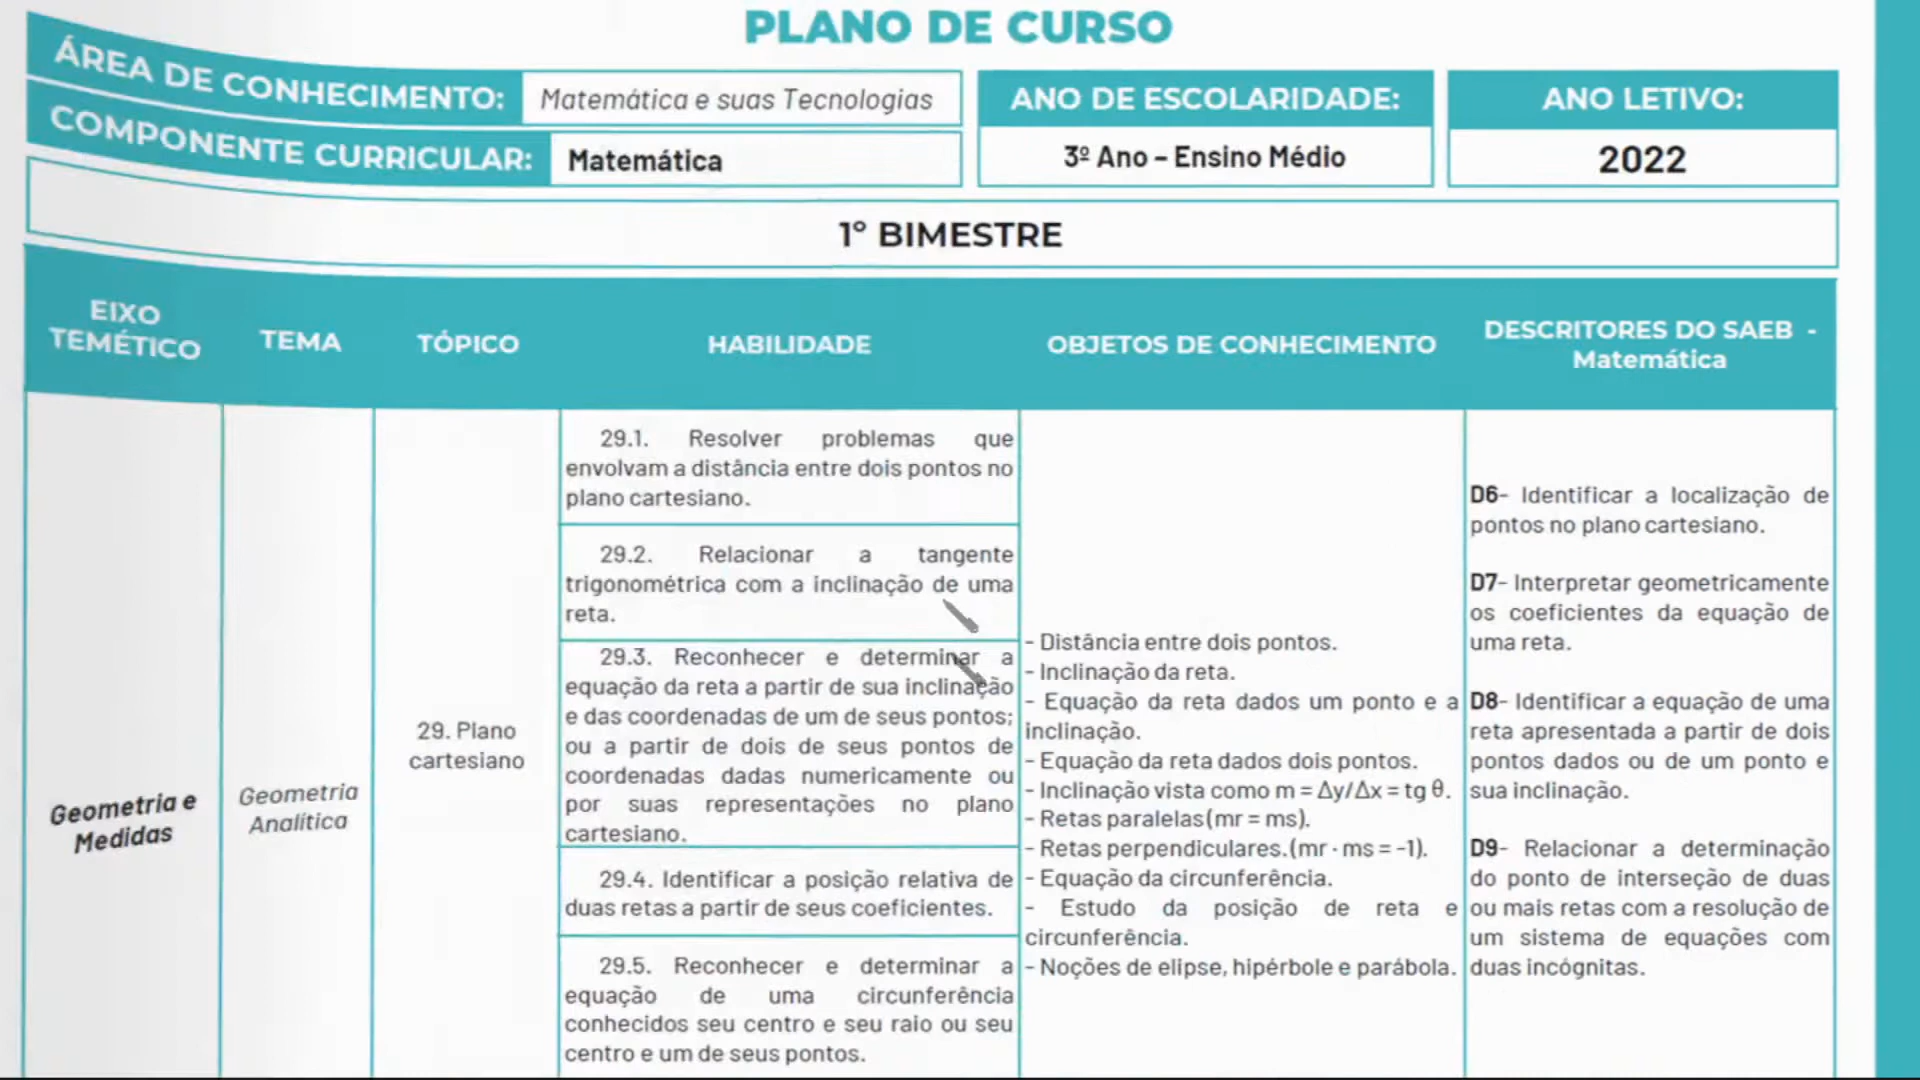 PLANO DE CURSO
ÁREA DE CONHECIMENTO:
Matemática e suas Tecnologias
COMPONENTE CURRICULAR:
Matemática
ANO DE ESCOLARIDADE:
3º Ano – Ensino Médio
ANO LETIVO:
2022
1º BIMESTRE
EIXO
TEMÉTICO
TEMA
TÓPICO
HABILIDADE
OBJETOS DE CONHECIMENTO
DESCRITORES DO SAEB -
Matemática
Geometria e
Medidas
Geometria
Analítica
29. Plano
cartesiano
29.1. Resolver problemas que
envolvam a distância entre dois pontos no
plano cartesiano.
29.2. Relacionar a tangente
trigonométrica com a inclinação de uma
reta.
29.3. Reconhecer e determinar a
equação da reta a partir de sua inclinação
e das coordenadas de um de seus pontos;
ou a partir de dois de seus pontos de
coordenadas dadas numericamente ou
por suas representações no plano
cartesiano.
29.4. Identificar a posição relativa de
duas retas a partir de seus coeficientes.
29.5. Reconhecer e determinar a
equação de uma circunferência
conhecidos seu centro e seu raio ou seu
centro e um de seus pontos.
- Distância entre dois pontos.
- Inclinação da reta.
- Equação da reta dados um ponto e a
inclinação.
- Equação da reta dados dois pontos.
- Inclinação vista como m = Δy/Δx = tg θ.
- Retas paralelas (mr = ms).
- Retas perpendiculares. (mr · ms = -1).
- Equação da circunferência.
- Estudo da posição de reta e
circunferência.
- Noções de elipse, hipérbole e parábola.
D6- Identificar a localização de
pontos no plano cartesiano.
D7- Interpretar geometricamente
os coeficientes da equação de
uma reta.
D8- Identificar a equação de uma
reta apresentada a partir de dois
pontos dados ou de um ponto e
sua inclinação.
D9- Relacionar a determinação
do ponto de interseção de duas
ou mais retas com a resolução de
um sistema de equações com
duas incógnitas.